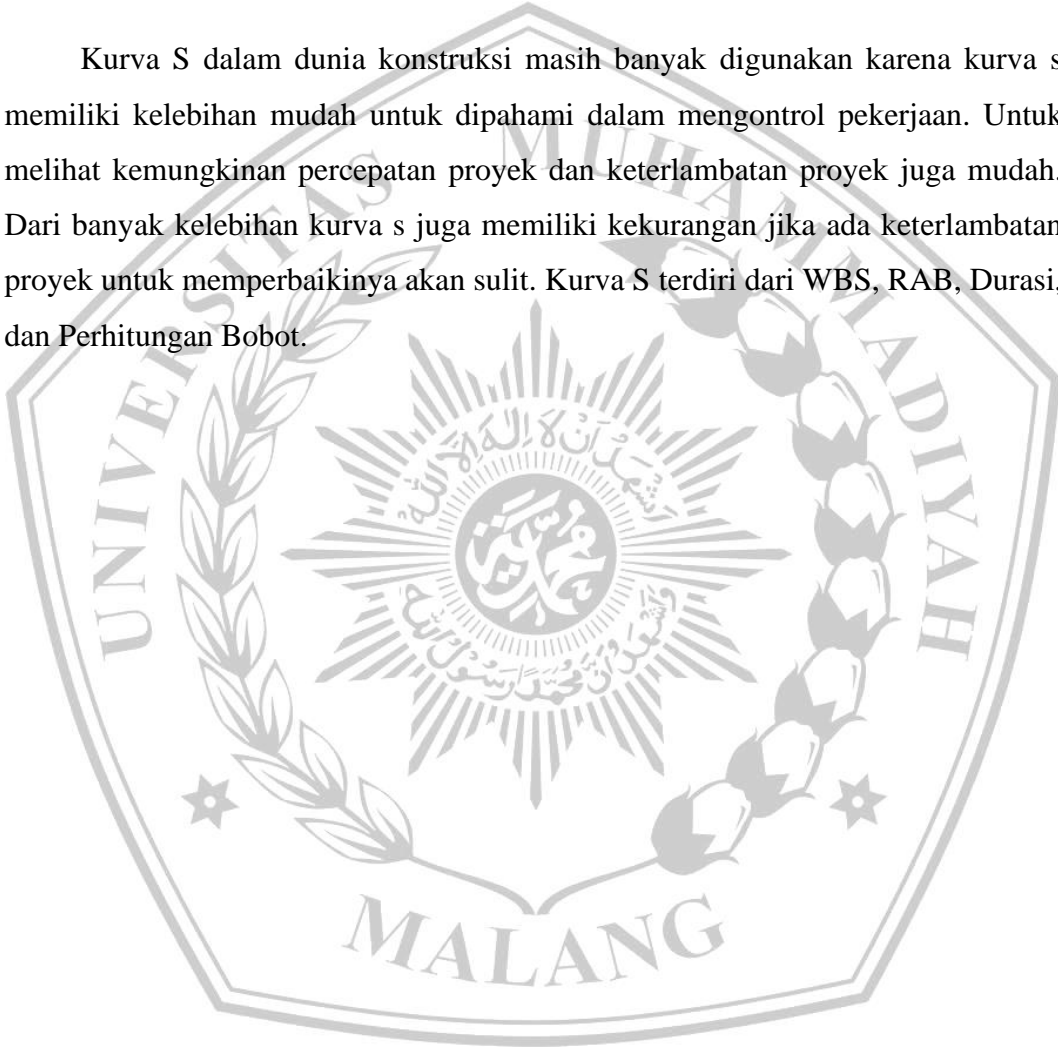 Kurva S dalam dunia konstruksi masih banyak digunakan karena kurva s
memiliki kelebihan mudah untuk dipahami dalam mengontrol pekerjaan. Untuk
melihat kemungkinan percepatan proyek dan keterlambatan proyek juga mudah.
Dari banyak kelebihan kurva s juga memiliki kekurangan jika ada keterlambatan
proyek untuk memperbaikinya akan sulit. Kurva S terdiri dari WBS, RAB, Durasi,
dan Perhitungan Bobot.
UNIVERSITAS MUHAMMADIYAH
MALANG